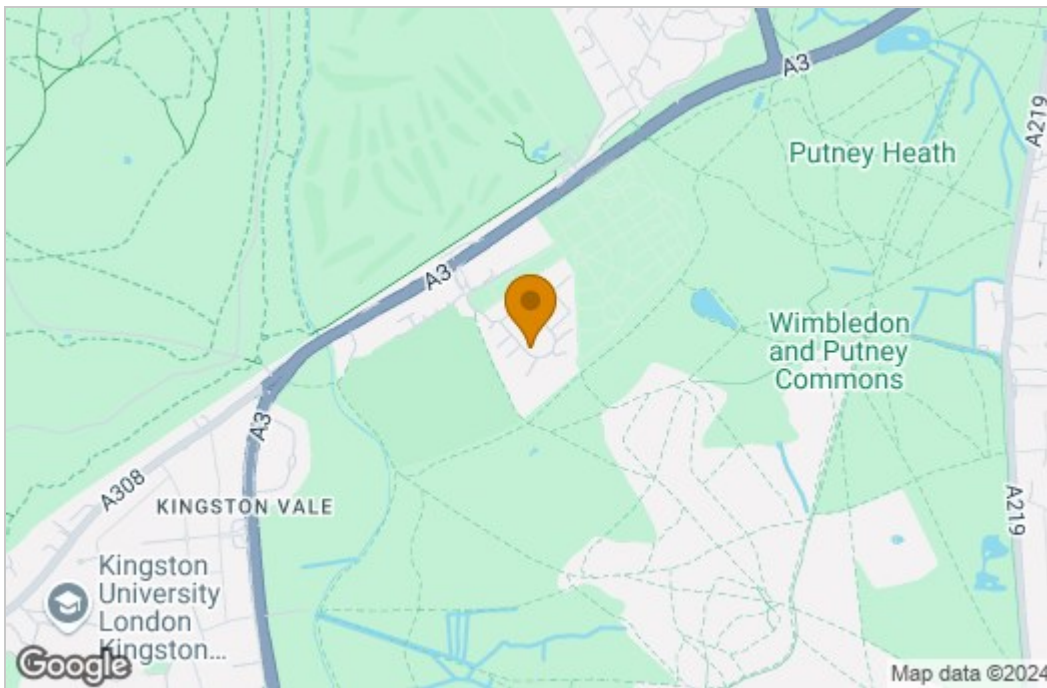 A3
A219
Putney Heath
A3
Wimbledon
and Putney
Commons
A3
A308
KINGSTON VALE
A219
Kingston
University
London
Kingston...
Google
Map data ©2024